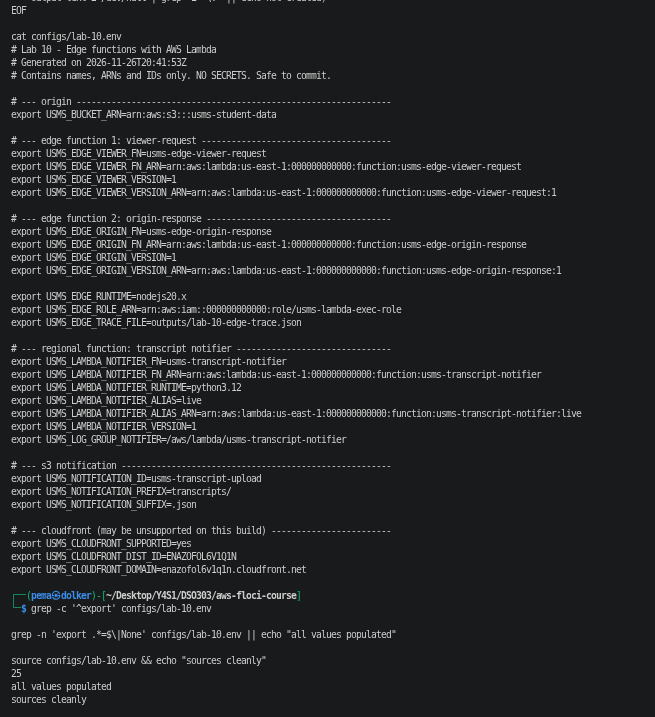 EOF
cat configs/lab-10.env
# Lab 10 - Edge functions with AWS Lambda
# Generated on 2026-11-26T20:41:53Z
# Contains names, ARNs and IDs only. NO SECRETS. Safe to commit.
# --- origin ---------------------------------------------------------------
export USMS_BUCKET_ARN=arn:aws:s3:::usms-student-data
# --- edge function 1: viewer-request --------------------------------------
export USMS_EDGE_VIEWER_FN=usms-edge-viewer-request
export USMS_EDGE_VIEWER_FN_ARN=arn:aws:lambda:us-east-1:000000000000:function:usms-edge-viewer-request
export USMS_EDGE_VIEWER_VERSION=1
export USMS_EDGE_VIEWER_VERSION_ARN=arn:aws:lambda:us-east-1:000000000000:function:usms-edge-viewer-request:1
# --- edge function 2: origin-response -------------------------------------
export USMS_EDGE_ORIGIN_FN=usms-edge-origin-response
export USMS_EDGE_ORIGIN_FN_ARN=arn:aws:lambda:us-east-1:000000000000:function:usms-edge-origin-response
export USMS_EDGE_ORIGIN_VERSION=1
export USMS_EDGE_ORIGIN_VERSION_ARN=arn:aws:lambda:us-east-1:000000000000:function:usms-edge-origin-response:1
export USMS_EDGE_RUNTIME=nodejs20.x
export USMS_EDGE_ROLE_ARN=arn:aws:iam::000000000000:role/usms-lambda-exec-role
export USMS_EDGE_TRACE_FILE=outputs/lab-10-edge-trace.json
# --- regional function: transcript notifier -------------------------------
export USMS_LAMBDA_NOTIFIER_FN=usms-transcript-notifier
export USMS_LAMBDA_NOTIFIER_FN_ARN=arn:aws:lambda:us-east-1:000000000000:function:usms-transcript-notifier
export USMS_LAMBDA_NOTIFIER_RUNTIME=python3.12
export USMS_LAMBDA_NOTIFIER_ALIAS=live
export USMS_LAMBDA_NOTIFIER_ALIAS_ARN=arn:aws:lambda:us-east-1:000000000000:function:usms-transcript-notifier:live
export USMS_LAMBDA_NOTIFIER_VERSION=1
export USMS_LOG_GROUP_NOTIFIER=/aws/lambda/usms-transcript-notifier
# --- s3 notification ------------------------------------------------------
export USMS_NOTIFICATION_ID=usms-transcript-upload
export USMS_NOTIFICATION_PREFIX=transcripts/
export USMS_NOTIFICATION_SUFFIX=.json
# --- cloudfront (may be unsupported on this build) ------------------------
export USMS_CLOUDFRONT_SUPPORTED=yes
export USMS_CLOUDFRONT_DIST_ID=ENAZOFOL6V1Q1N
export USMS_CLOUDFRONT_DOMAIN=enazofol6v1q1n.cloudfront.net
┌──(pema㉿dolker)-[~/Desktop/Y4S1/DSO303/aws-floci-course]
└─$ grep -c '^export' configs/lab-10.env
grep -n 'export .*=$\|None' configs/lab-10.env || echo "all values populated"
source configs/lab-10.env && echo "sources cleanly"
25
all values populated
sources cleanly